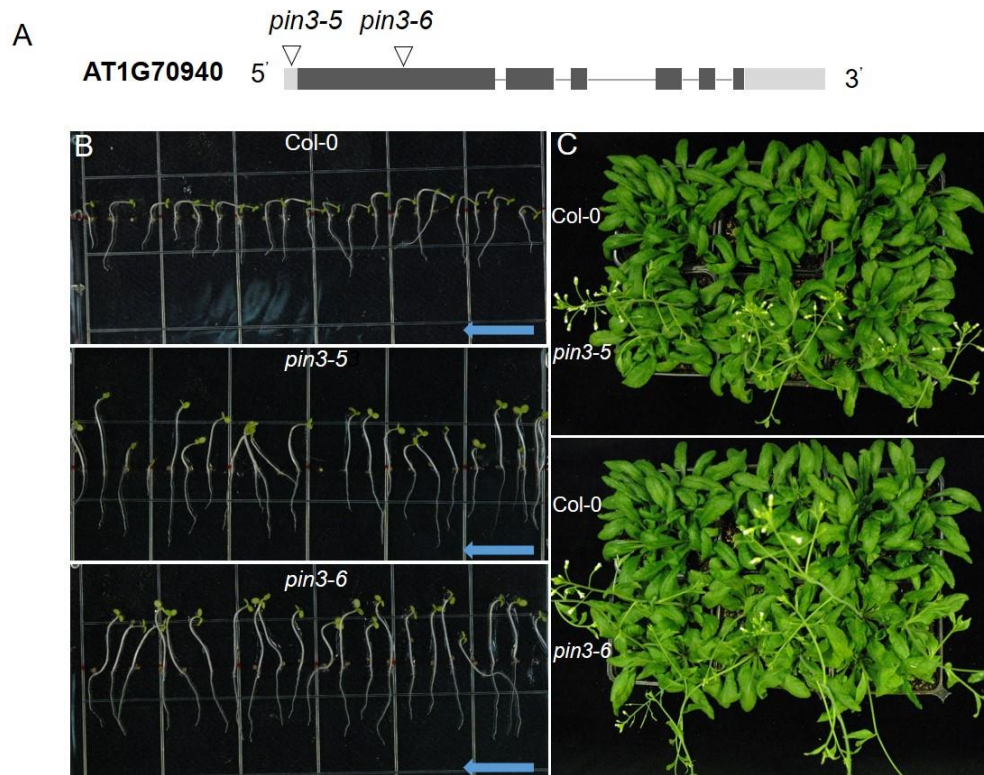 A
pin3-5 pin3-6
AT1G70940 5' 3'
B
Col-0
pin3-5
pin3-6
C
Col-0
pin3-5
Col-0
pin3-6